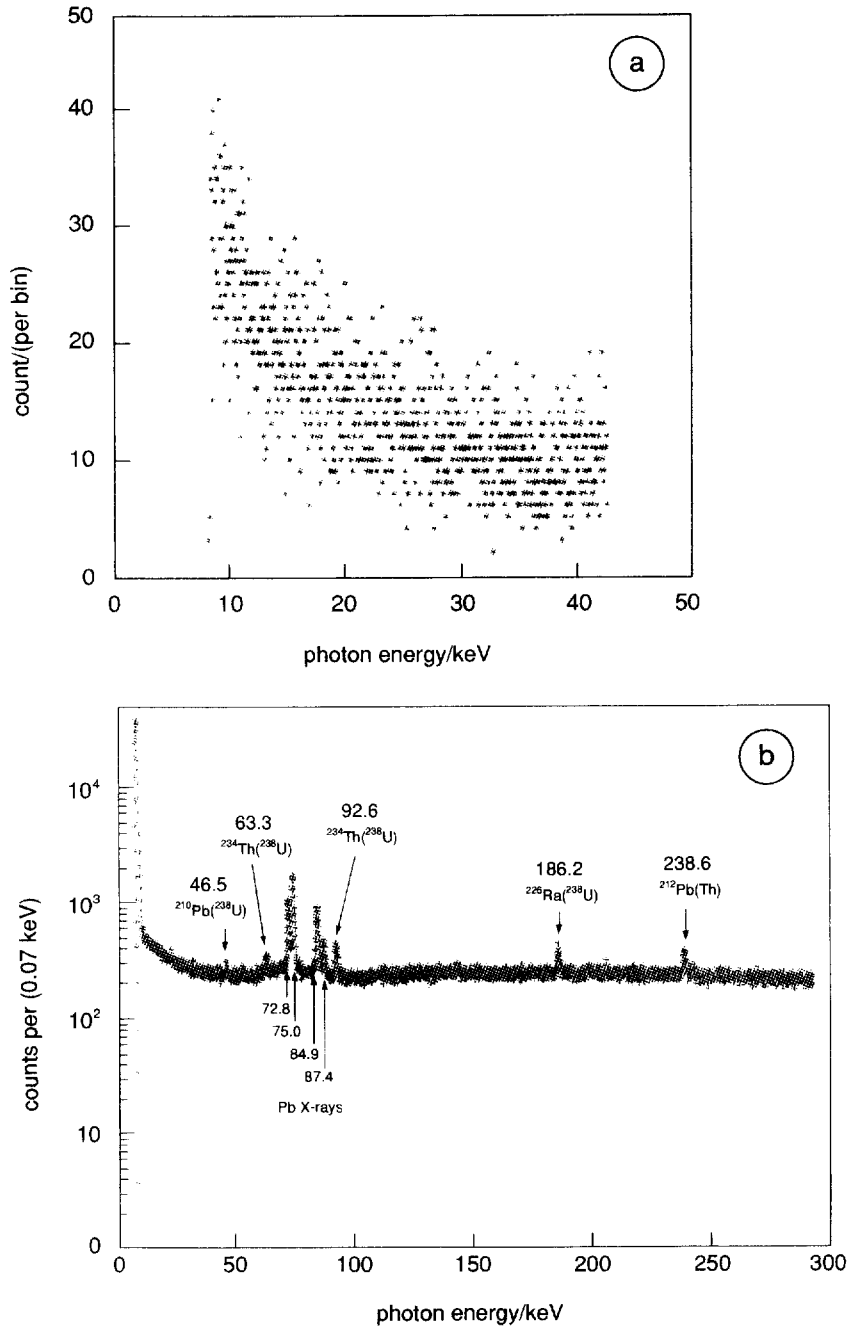 50
a
40
30
20
10
0
count/(per bin)
0 10 20 30 40 50
photon energy/keV
b
10⁴
10³
10²
10
0
counts per (0.07 keV)
46.5
²¹⁰Pb(²³⁸U)
63.3
²³⁴Th(²³⁸U)
92.6
²³⁴Th(²³⁸U)
186.2
²²⁶Ra(²³⁸U)
238.6
²¹²Pb(Th)
72.8
75.0
84.9
87.4
Pb X-rays
0 50 100 150 200 250 300
photon energy/keV